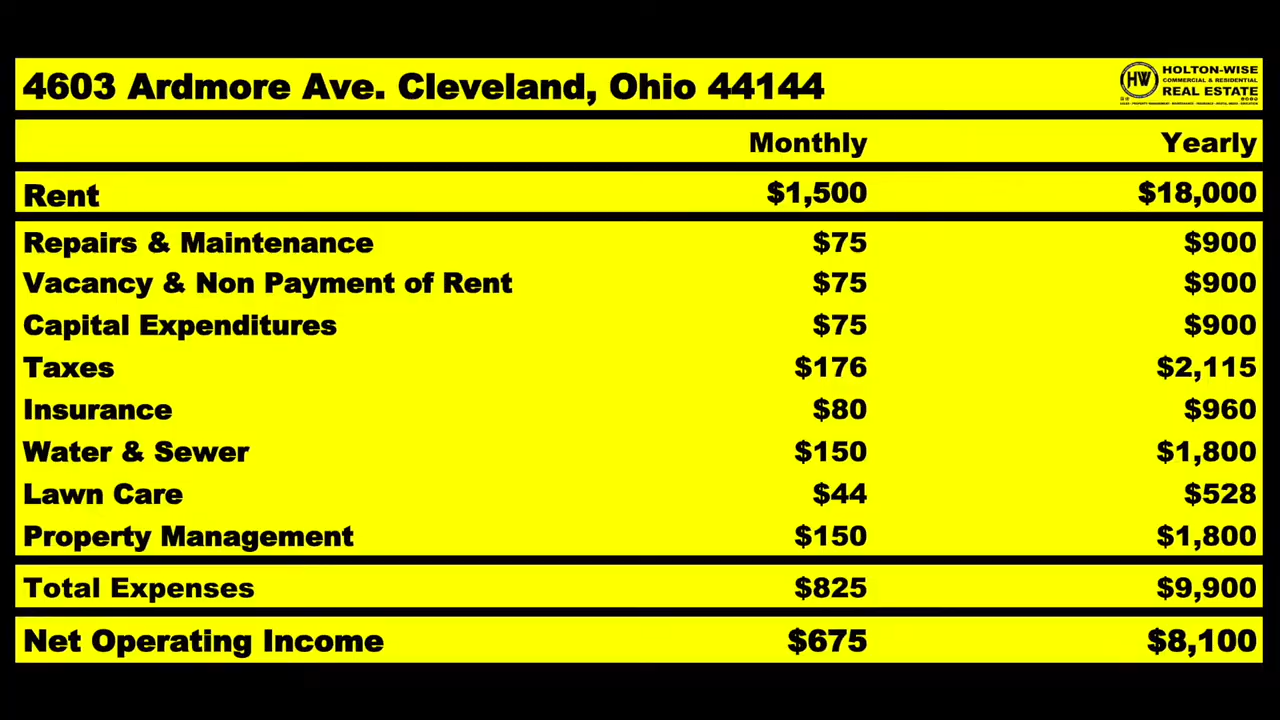 4603 Ardmore Ave. Cleveland, Ohio 44144
HW
HOLTON-WISE
COMMERCIAL & RESIDENTIAL
REAL ESTATE
Monthly Yearly
Rent $1,500 $18,000
Repairs & Maintenance $75 $900
Vacancy & Non Payment of Rent $75 $900
Capital Expenditures $75 $900
Taxes $176 $2,115
Insurance $80 $960
Water & Sewer $150 $1,800
Lawn Care $44 $528
Property Management $150 $1,800
Total Expenses $825 $9,900
Net Operating Income $675 $8,100